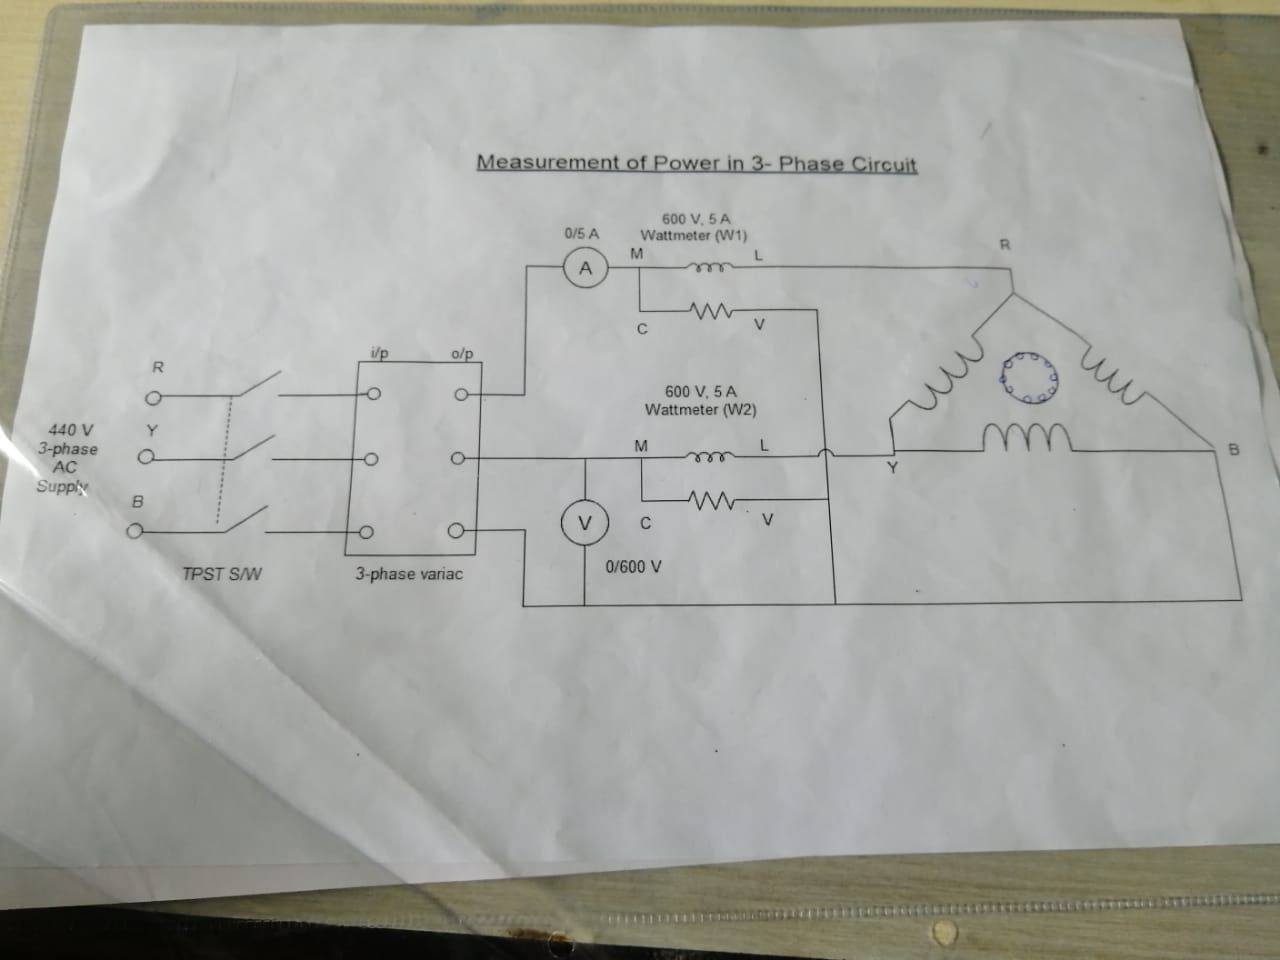 Measurement of Power in 3- Phase Circuit
600 V, 5 A
Wattmeter (W1)
0/5 A
A
M
L
C
V
R
i/p
o/p
R
Y
B
440 V
3-phase
AC
Supply
TPST S/W
3-phase variac
600 V, 5 A
Wattmeter (W2)
M
L
C
V
V
0/600 V
Y
B